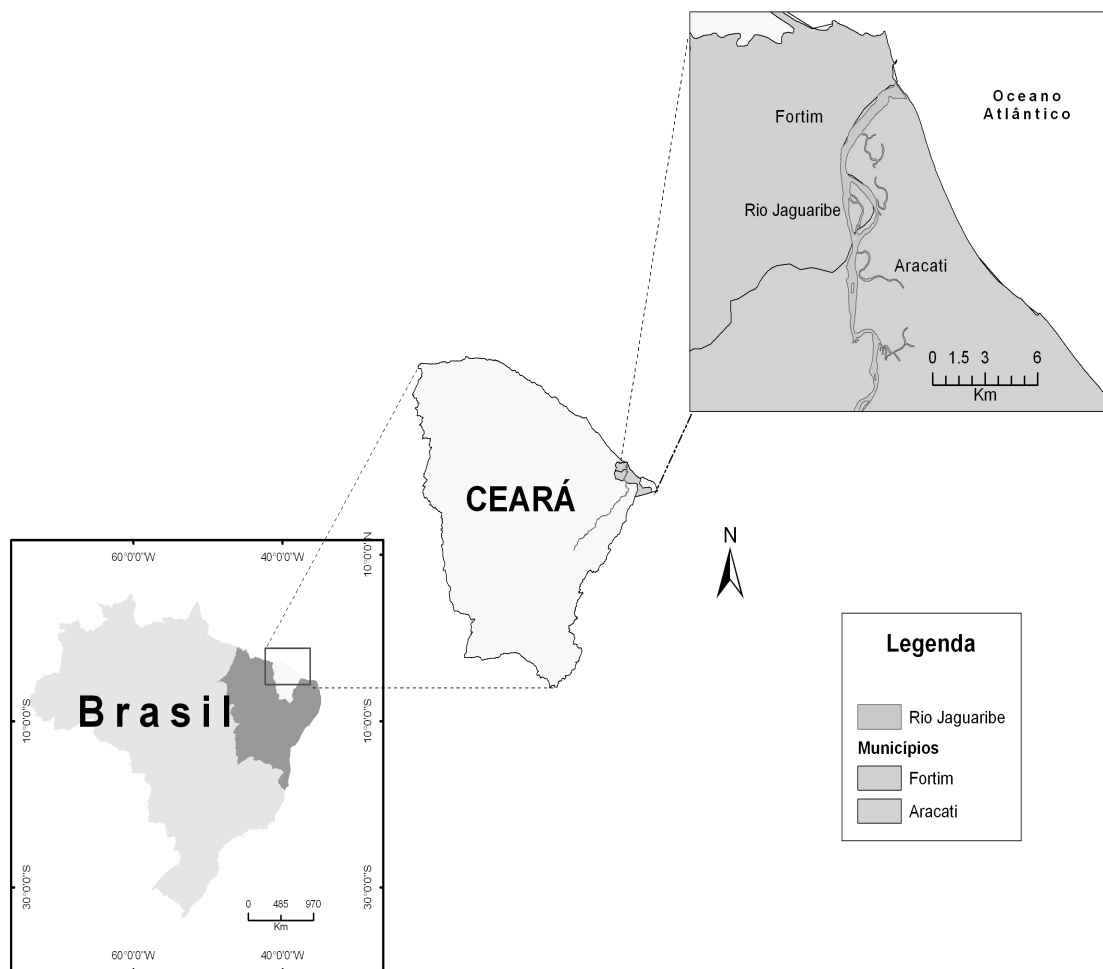 Oceano
Atlântico
Fortim
Rio Jaguaribe
Aracati
0 1.5 3 6
Km
CEARÁ
N
60°0'0"W 40°0'0"W
10°0'0"N
Brasil
10°0'0"S 10°0'0"S
30°0'0"S 30°0'0"S
0 485 970
Km
60°0'0"W 40°0'0"W
Legenda
Rio Jaguaribe
Municípios
Fortim
Aracati